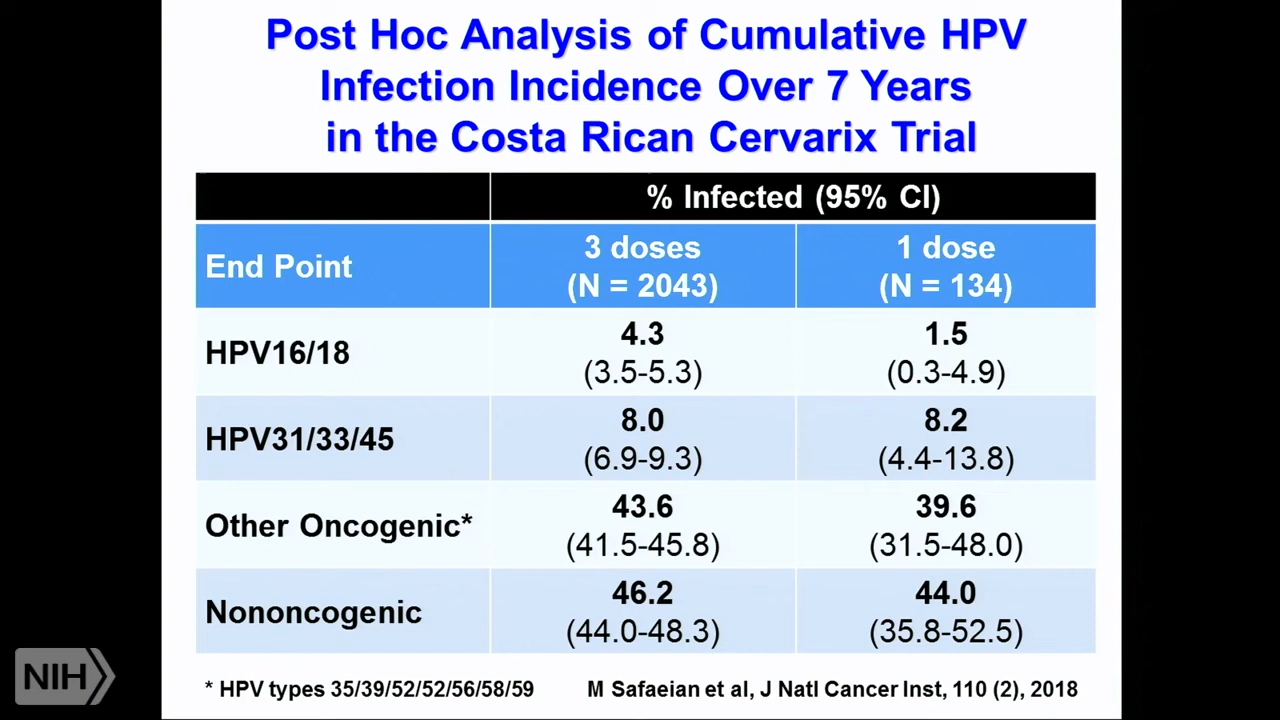 Post Hoc Analysis of Cumulative HPV
Infection Incidence Over 7 Years
in the Costa Rican Cervarix Trial
% Infected (95% CI)
End Point
3 doses
(N = 2043)
1 dose
(N = 134)
HPV16/18
4.3
(3.5-5.3)
1.5
(0.3-4.9)
HPV31/33/45
8.0
(6.9-9.3)
8.2
(4.4-13.8)
Other Oncogenic*
43.6
(41.5-45.8)
39.6
(31.5-48.0)
Nononcogenic
46.2
(44.0-48.3)
44.0
(35.8-52.5)
* HPV types 35/39/52/52/56/58/59
M Safaeian et al, J Natl Cancer Inst, 110 (2), 2018
NIH